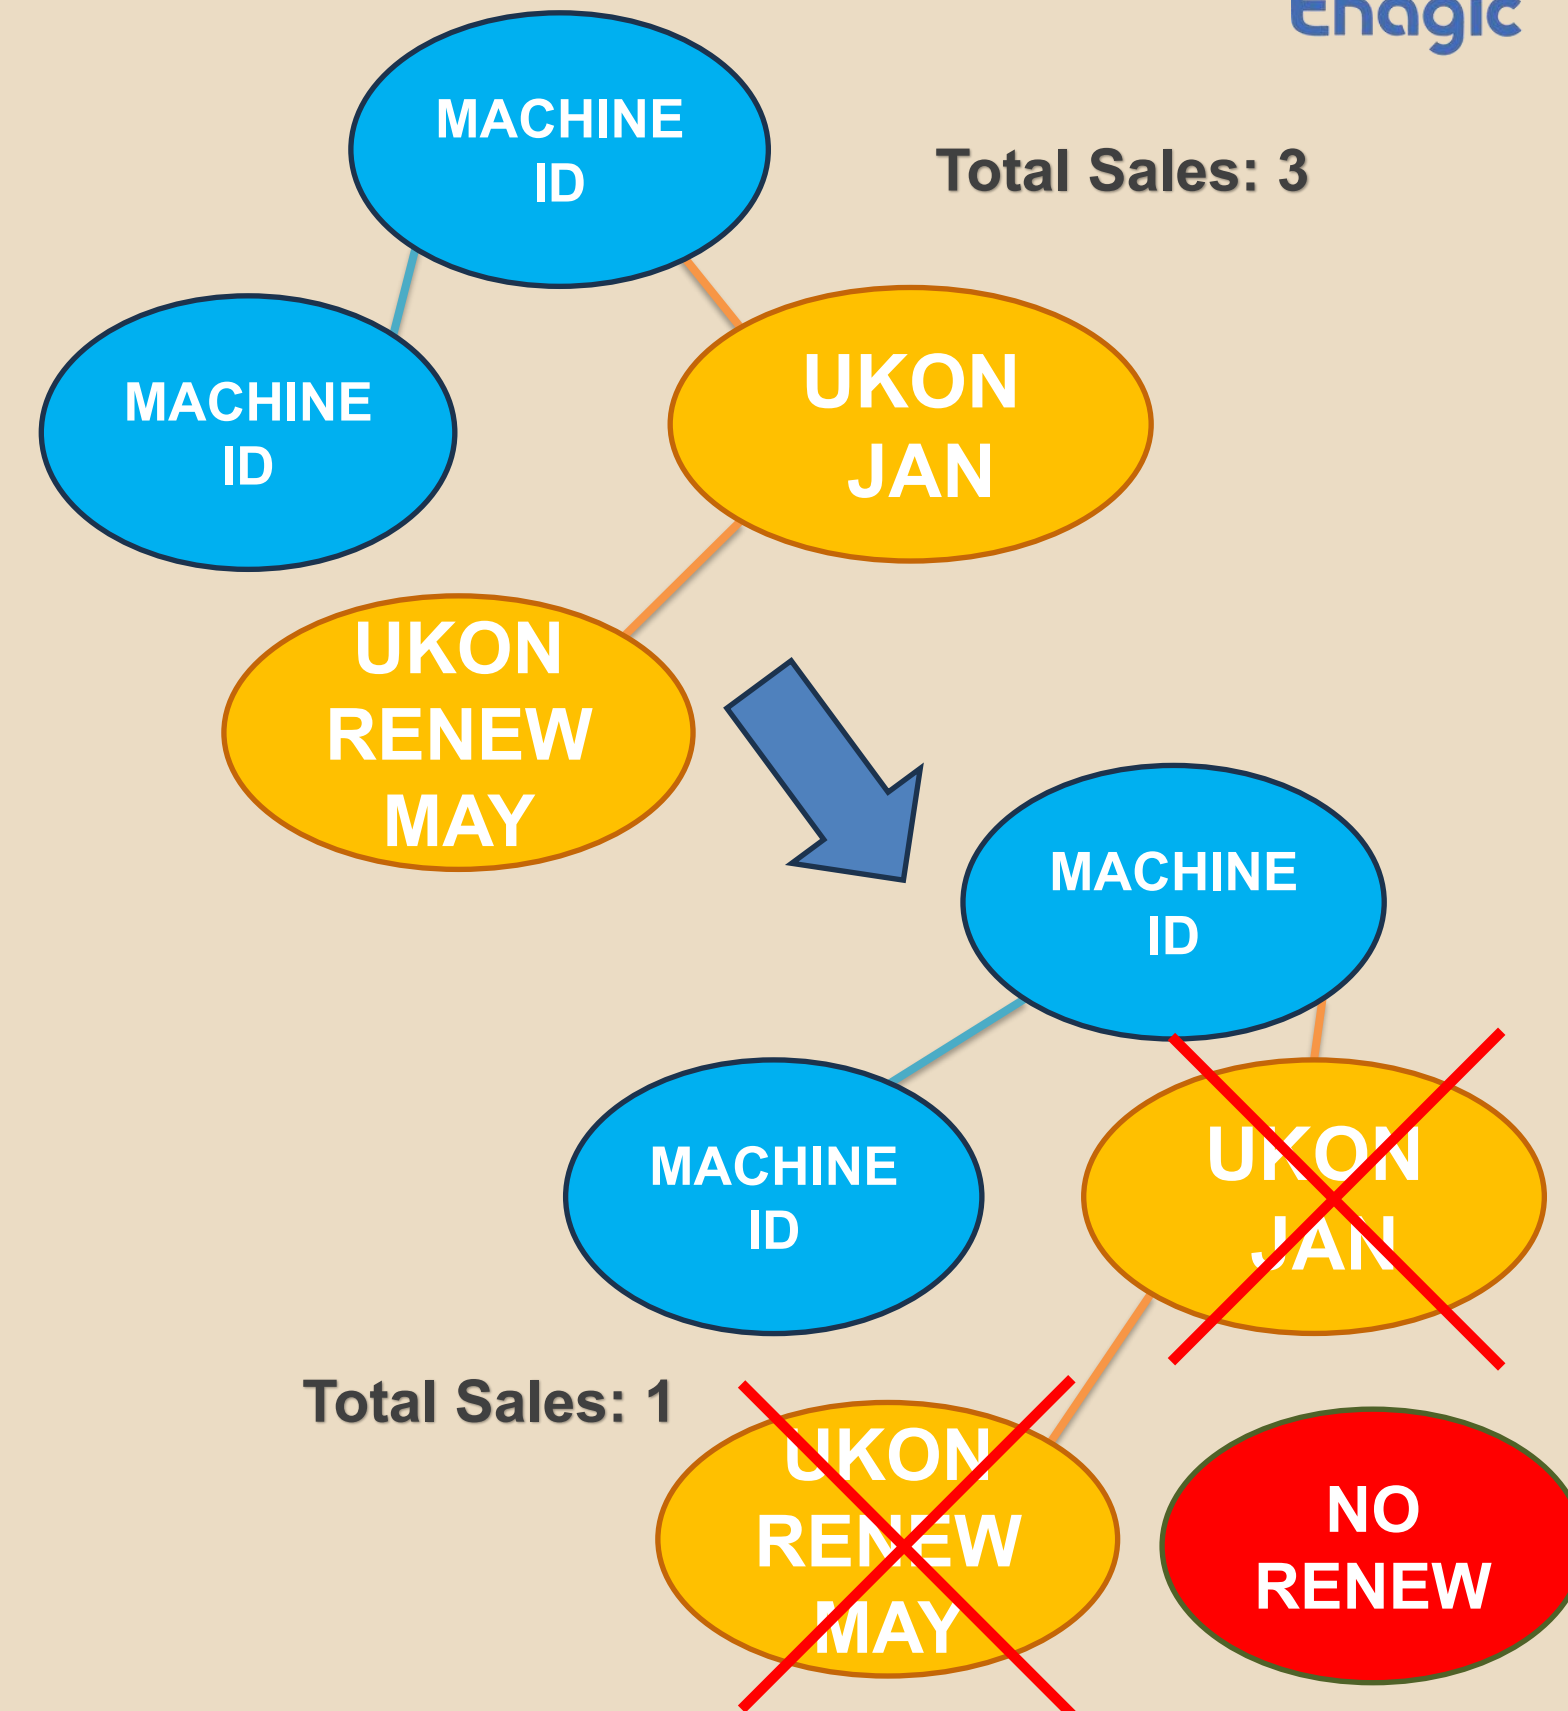 Enagic
MACHINE
ID
Total Sales: 3
MACHINE
ID
UKON
JAN
UKON
RENEW
MAY
MACHINE
ID
MACHINE
ID
UKON
JAN
Total Sales: 1
UKON
RENEW
MAY
NO
RENEW